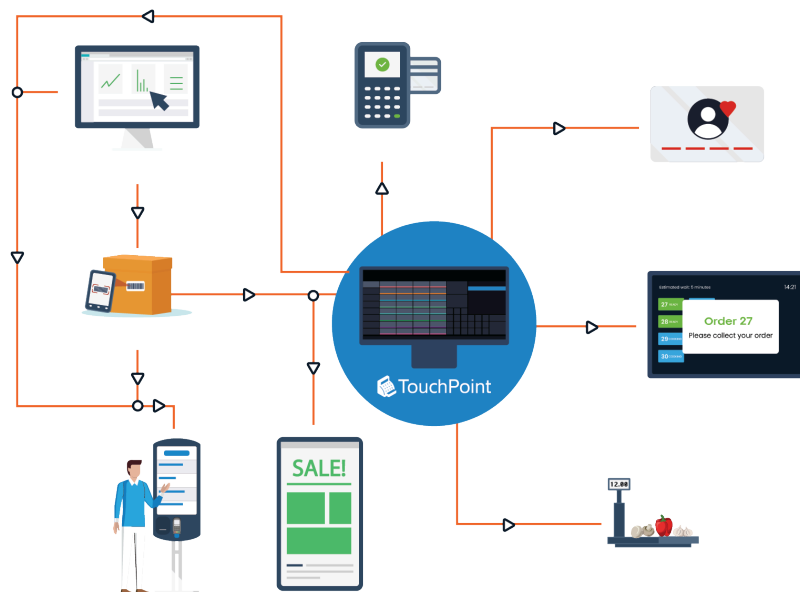 Estimated wait: 5 minutes
14:21
27
28
29
30
Order 27
Please collect your order
TouchPoint
SALE!
12.00